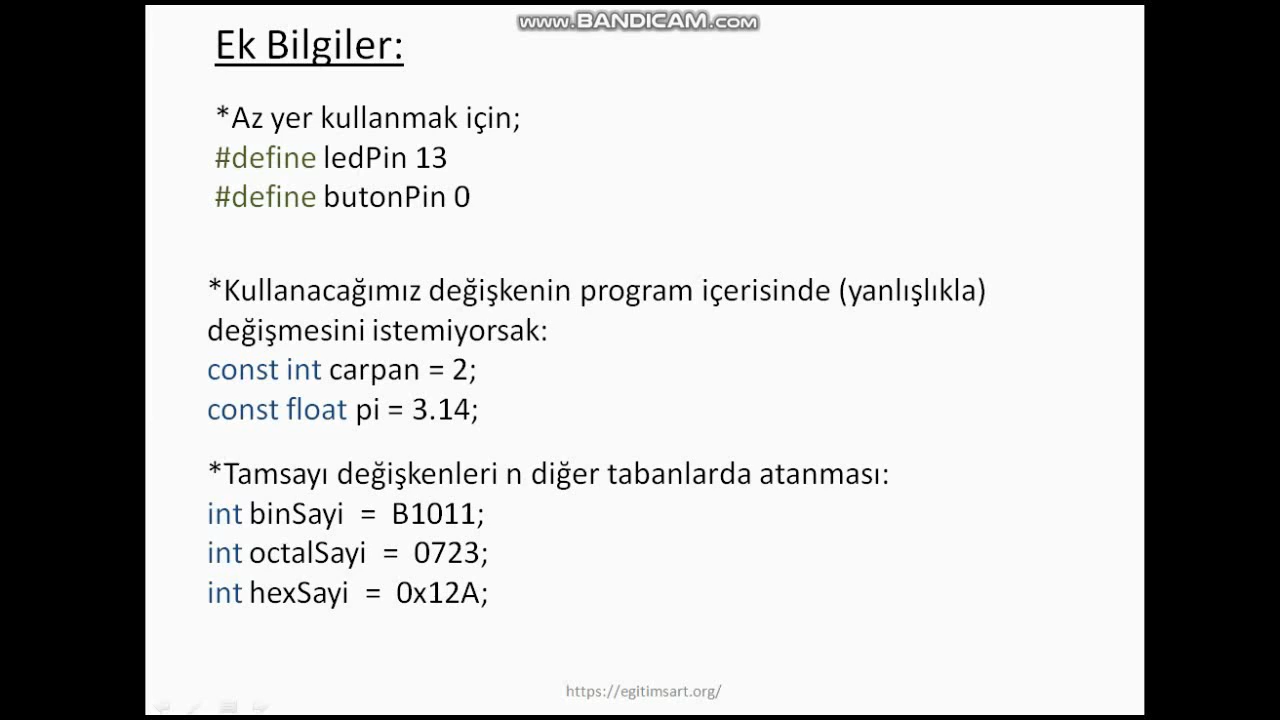 www.BANDICAM.com
Ek Bilgiler:
*Az yer kullanmak için;
#define ledPin 13
#define butonPin 0
*Kullanacağımız değişkenin program içerisinde (yanlışlıkla)
değişmesini istemiyorsak:
const int carpan = 2;
const float pi = 3.14;
*Tamsayı değişkenleri n diğer tabanlarda atanması:
int binSayi = B1011;
int octalSayi = 0723;
int hexSayi = 0x12A;
https://egitimsart.org/